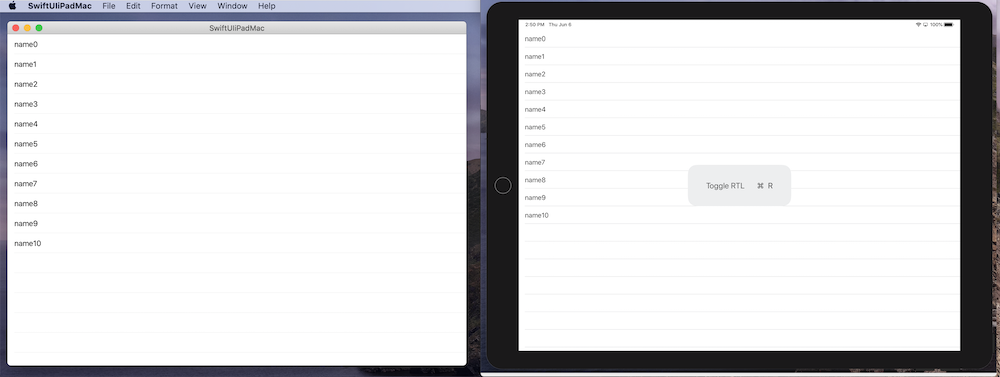 SwiftUIiPadMac File Edit Format View Window Help
SwiftUIiPadMac
name0
name1
name2
name3
name4
name5
name6
name7
name8
name9
name10
2:50 PM Thu Jun 6 100%
name0
name1
name2
name3
name4
name5
name6
name7
name8
name9
name10
Toggle RTL ⌘ R